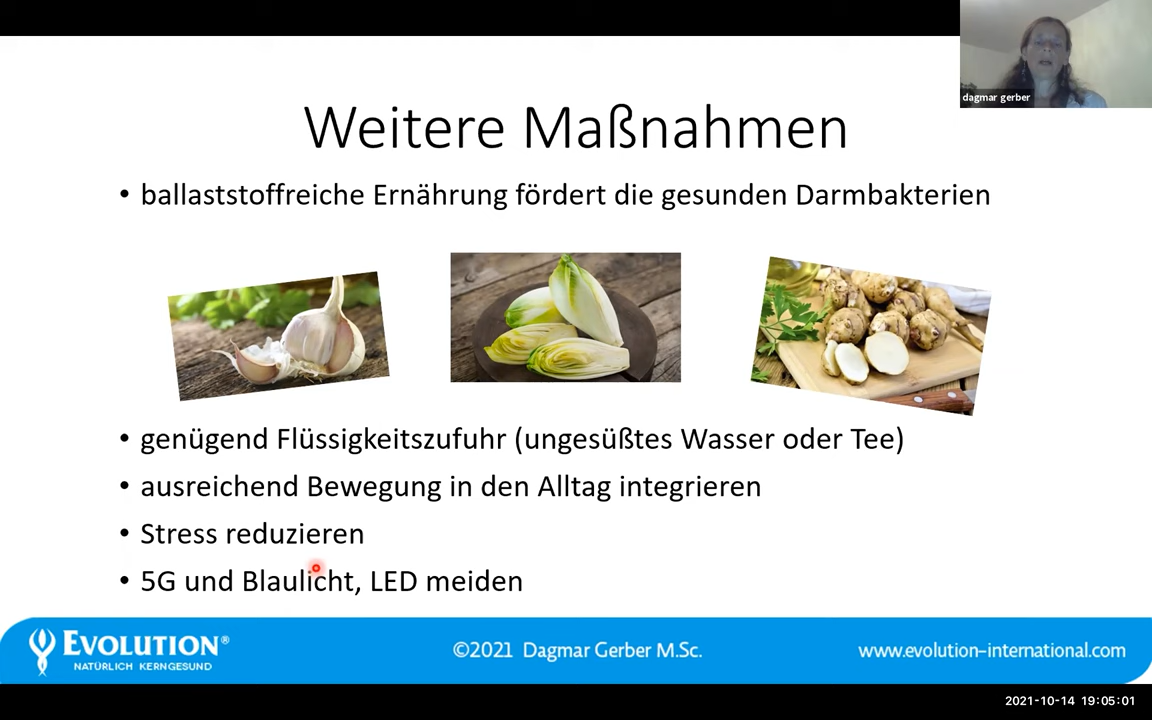 dagmar gerber
Weitere Maßnahmen
• ballaststoffreiche Ernährung fördert die gesunden Darmbakterien
• genügend Flüssigkeitszufuhr (ungesüßtes Wasser oder Tee)
• ausreichend Bewegung in den Alltag integrieren
• Stress reduzieren
• 5G und Blaulicht, LED meiden
EVOLUTION®
NATÜRLICH KERNGESUND
©2021 Dagmar Gerber M.Sc.
www.evolution-international.com
2021-10-14 19:05:01